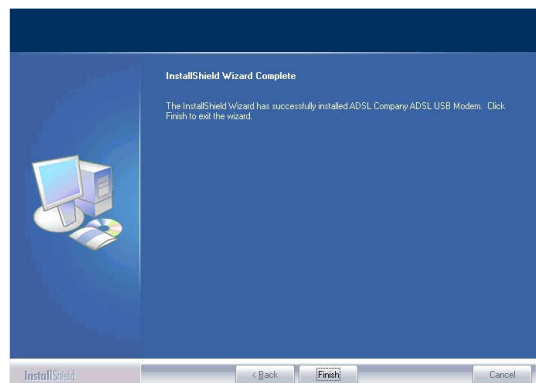 InstallShield Wizard Complete
The InstallShield Wizard has successfully installed ADSL Company ADSL USB Modem. Click
Finish to exit the wizard.
InstallShield
< Back
Finish
Cancel